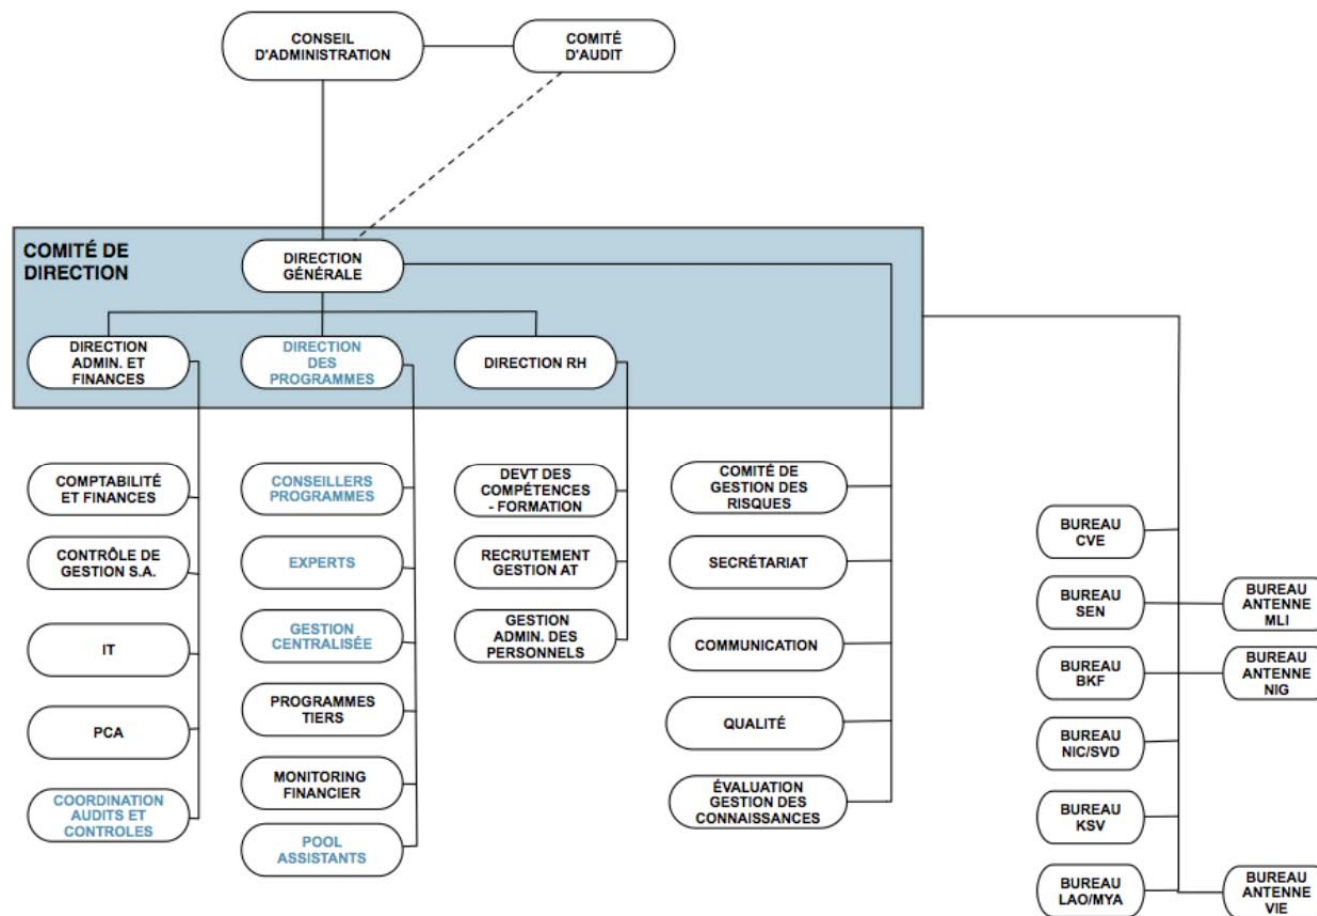 CONSEIL
D'ADMINISTRATION
COMITÉ
D'AUDIT
COMITÉ DE
DIRECTION
DIRECTION
GÉNÉRALE
DIRECTION
ADMIN. ET
FINANCES
DIRECTION
DES
PROGRAMMES
DIRECTION RH
COMPTABILITÉ
ET FINANCES
CONTRÔLE DE
GESTION S.A.
IT
PCA
COORDINATION
AUDITS ET
CONTROLES
CONSEILLERS
PROGRAMMES
EXPERTS
GESTION
CENTRALISÉE
PROGRAMMES
TIERS
MONITORING
FINANCIER
POOL
ASSISTANTS
DEVT DES
COMPÉTENCES
- FORMATION
RECRUTEMENT
GESTION AT
GESTION
ADMIN. DES
PERSONNELS
COMITÉ DE
GESTION DES
RISQUES
SECRÉTARIAT
COMMUNICATION
QUALITÉ
ÉVALUATION
GESTION DES
CONNAISSANCES
BUREAU
CVE
BUREAU
SEN
BUREAU
BKF
BUREAU
NIC/SVD
BUREAU
KSV
BUREAU
LAO/MYA
BUREAU
ANTENNE
MLI
BUREAU
ANTENNE
NIG
BUREAU
ANTENNE
VIE